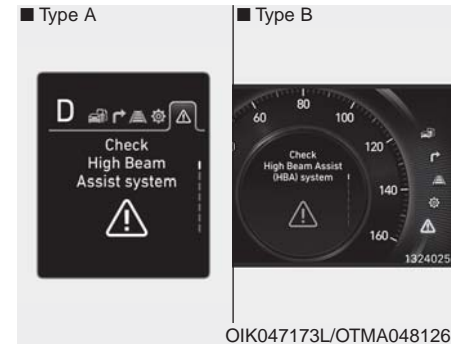 ■ Type A
D
Check
High Beam
Assist system
■ Type B
60
80
100
120
140
160
Check
High Beam Assist
(HBA) system
1324025
OIK047173L/OTMA048126